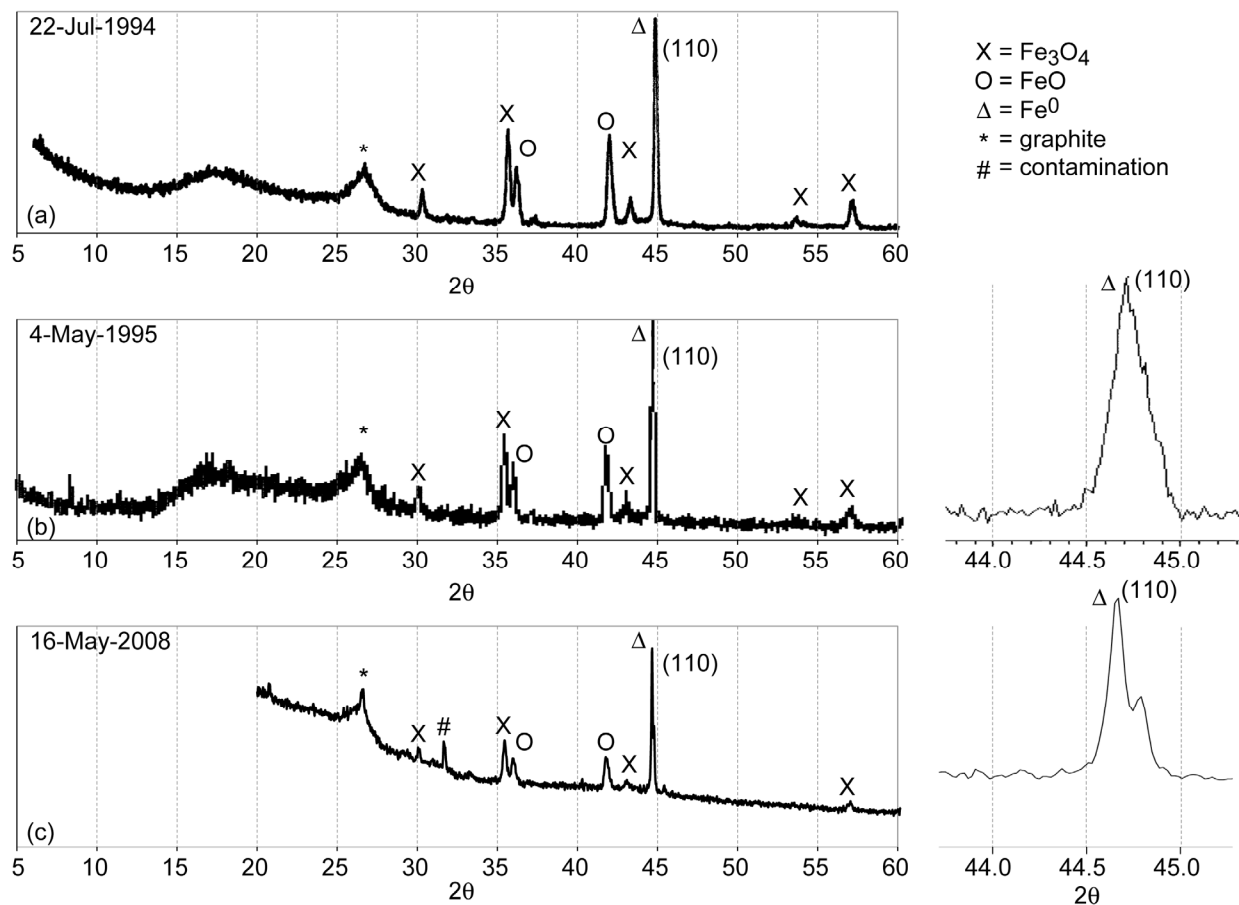 22-Jul-1994
Δ
(110)
X
O
O
X
*
X
X
X
(a)
5 10 15 20 25 30 35 40 45 50 55 60
2θ
X = Fe3O4
O = FeO
Δ = Fe0
* = graphite
# = contamination
4-May-1995
Δ
(110)
X
O
O
*
X
X
X
X
(b)
5 10 15 20 25 30 35 40 45 50 55 60
2θ
Δ (110)
44.0 44.5 45.0
16-May-2008
Δ
(110)
*
X
#
X
O
O
X
X
(c)
5 10 15 20 25 30 35 40 45 50 55 60
2θ
Δ (110)
44.0 44.5 45.0
2θ